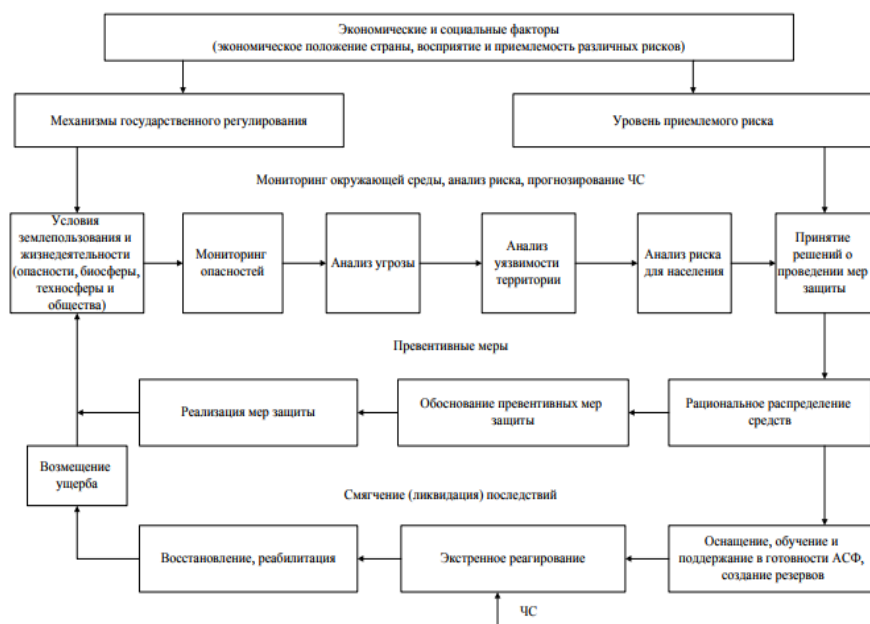 Экономические и социальные факторы
(экономическое положение страны, восприятие и приемлемость различных рисков)
Механизмы государственного регулирования
Уровень приемлемого риска
Мониторинг окружающей среды, анализ риска, прогнозирование ЧС
Условия
землепользования и
жизнедеятельности
(опасности, биосферы,
техносферы и
общества)
Мониторинг
опасностей
Анализ угрозы
Анализ
уязвимости
территории
Анализ риска
для населения
Принятие
решений о
проведении мер
защиты
Превентивные меры
Реализация мер защиты
Обоснование превентивных мер
защиты
Рациональное распределение
средств
Возмещение
ущерба
Смягчение (ликвидация) последствий
Восстановление, реабилитация
Экстренное реагирование
Оснащение, обучение и
поддержание в готовности АСФ,
создание резервов
ЧС